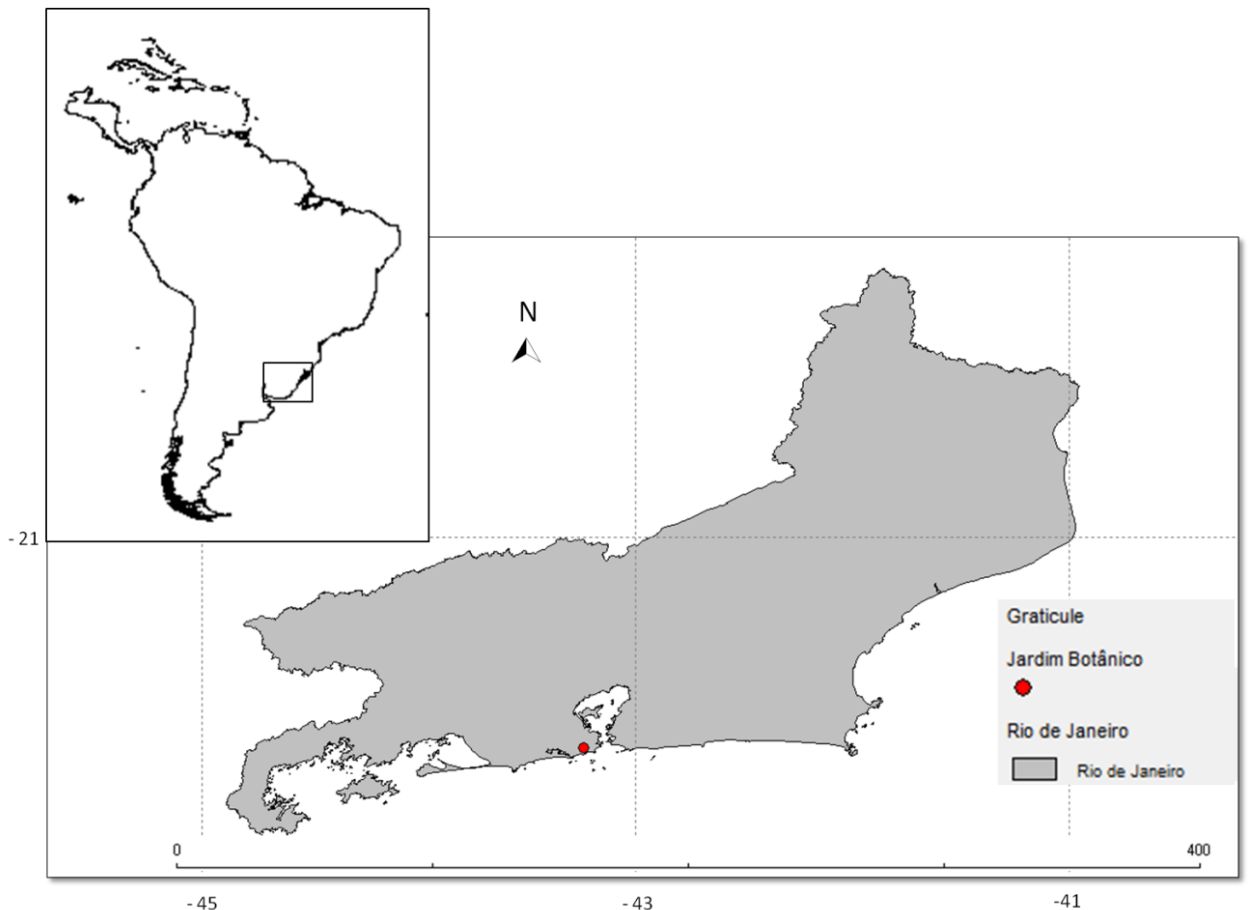 N
- 21
Graticule
Jardim Botânico
Rio de Janeiro
Rio de Janeiro
0 400
- 45 - 43 -41